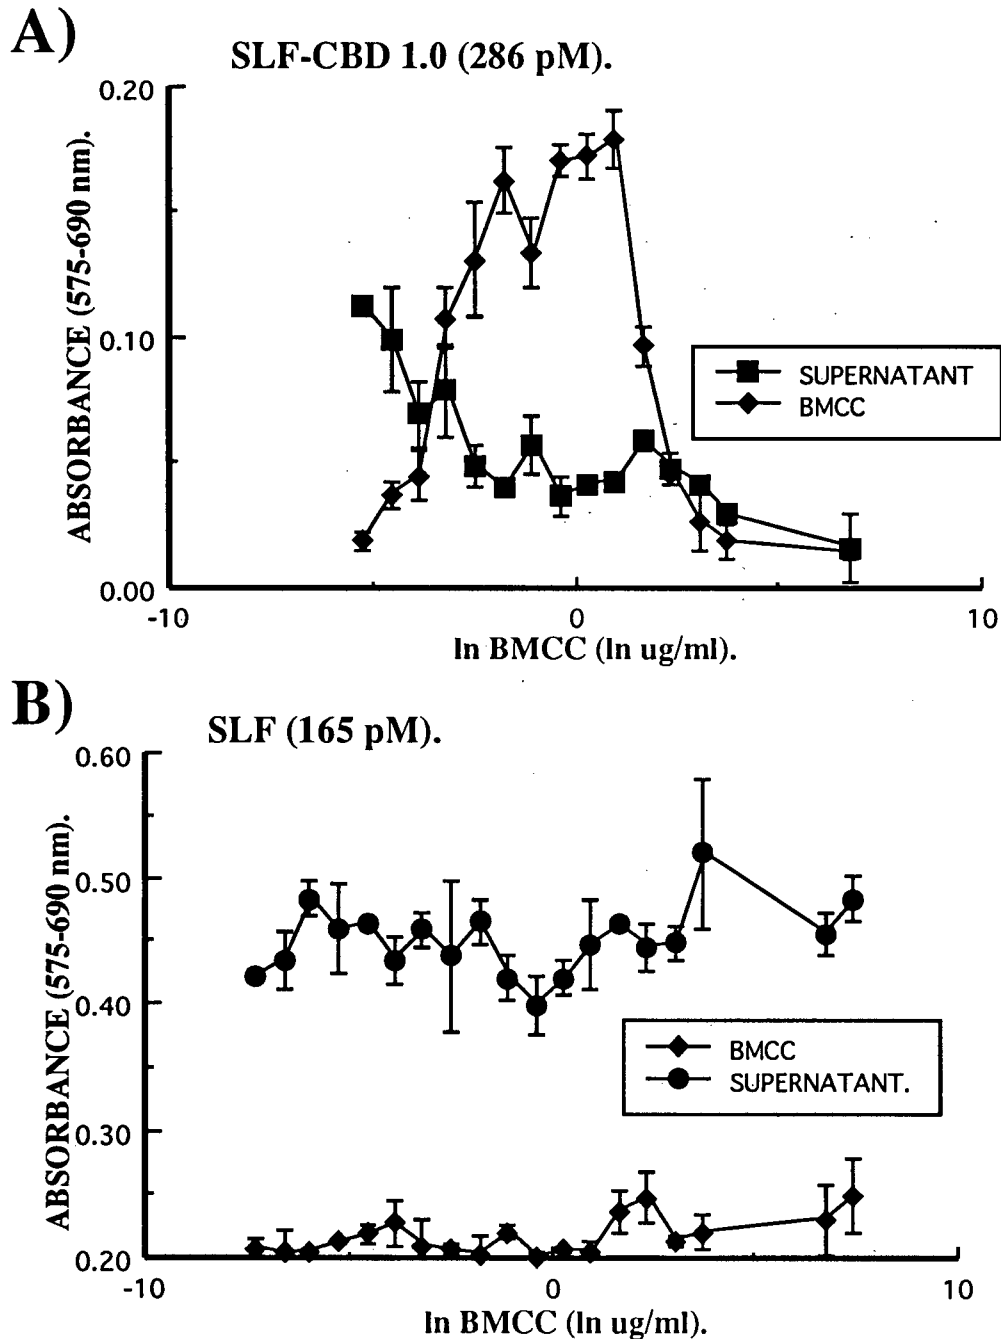 A)
SLF-CBD 1.0 (286 pM).
ABSORBANCE (575-690 nm).
0.20
0.10
0.00
SUPERNATANT
BMCC
-10
0
10
ln BMCC (ln ug/ml).
B)
SLF (165 pM).
ABSORBANCE (575-690 nm).
0.60
0.50
0.40
0.30
0.20
BMCC
SUPERNATANT.
-10
0
10
ln BMCC (ln ug/ml).